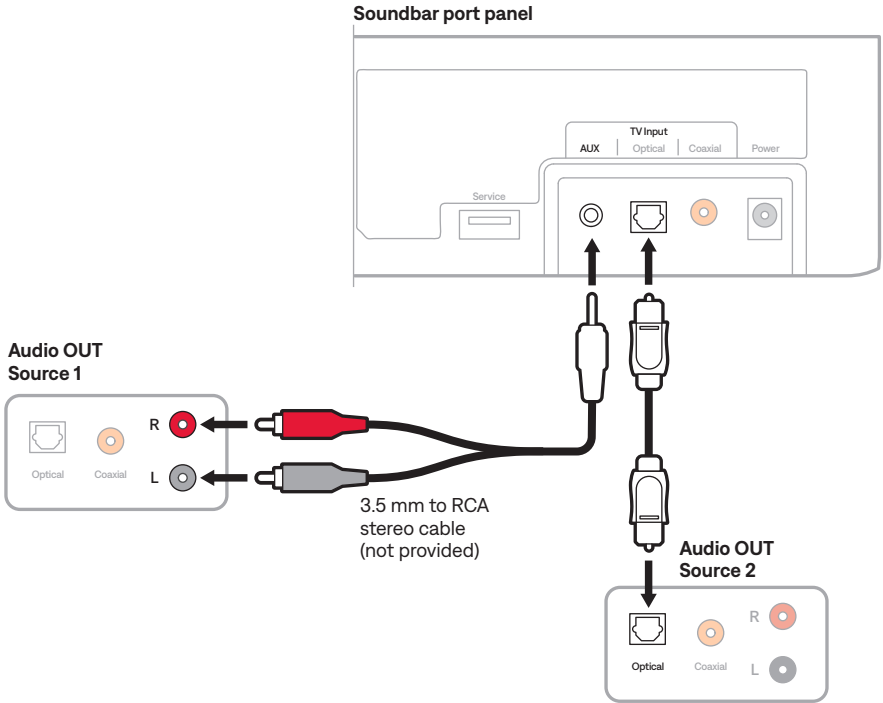 Soundbar port panel
TV Input
AUX
Optical
Coaxial
Power
Service
Audio OUT
Source 1
R
L
Optical
Coaxial
3.5 mm to RCA
stereo cable
(not provided)
Audio OUT
Source 2
R
L
Optical
Coaxial